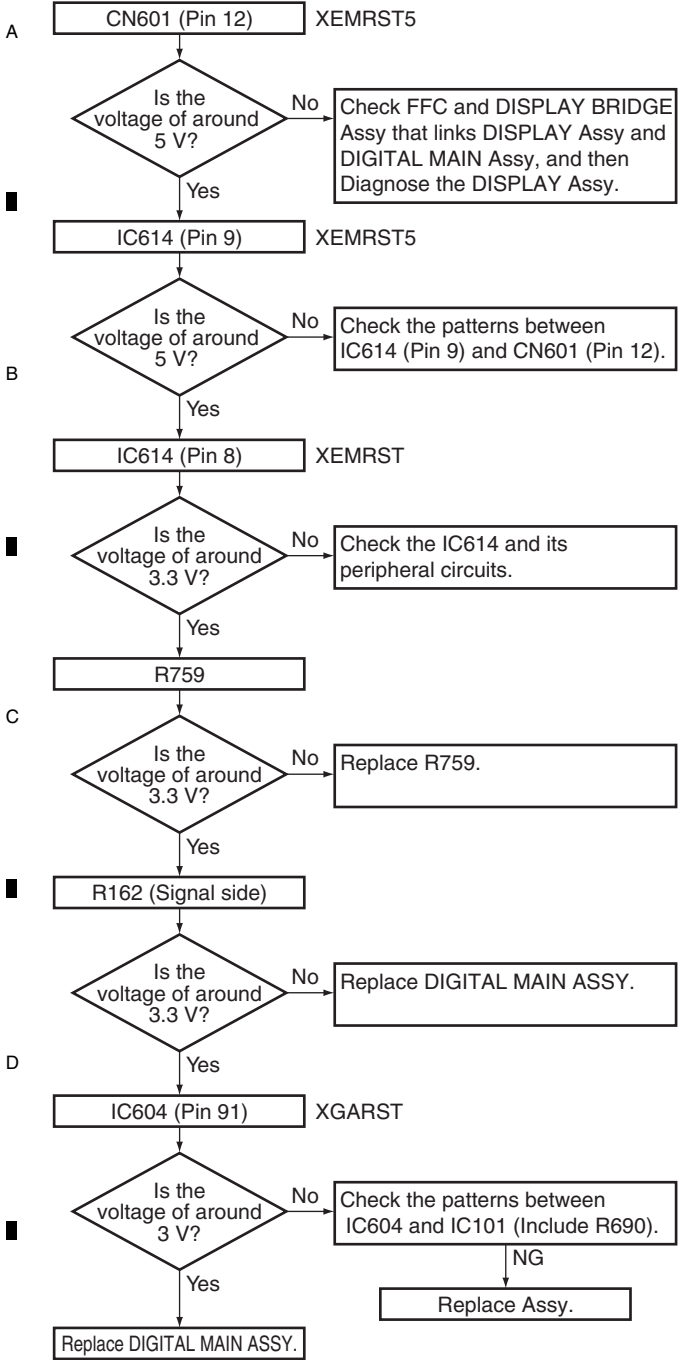 CN601 (Pin 12)
XEMRST5
A
Is the
voltage of around
5 V?
No
Check FFC and DISPLAY BRIDGE
Assy that links DISPLAY Assy and
DIGITAL MAIN Assy, and then
Diagnose the DISPLAY Assy.
Yes
IC614 (Pin 9)
XEMRST5
Is the
voltage of around
5 V?
No
Check the patterns between
IC614 (Pin 9) and CN601 (Pin 12).
B
Yes
IC614 (Pin 8)
XEMRST
Is the
voltage of around
3.3 V?
No
Check the IC614 and its
peripheral circuits.
Yes
R759
C
Is the
voltage of around
3.3 V?
No
Replace R759.
Yes
R162 (Signal side)
Is the
voltage of around
3.3 V?
No
Replace DIGITAL MAIN ASSY.
D
Yes
IC604 (Pin 91)
XGARST
Is the
voltage of around
3 V?
No
Check the patterns between
IC604 and IC101 (Include R690).
NG
Replace Assy.
Yes
Replace DIGITAL MAIN ASSY.